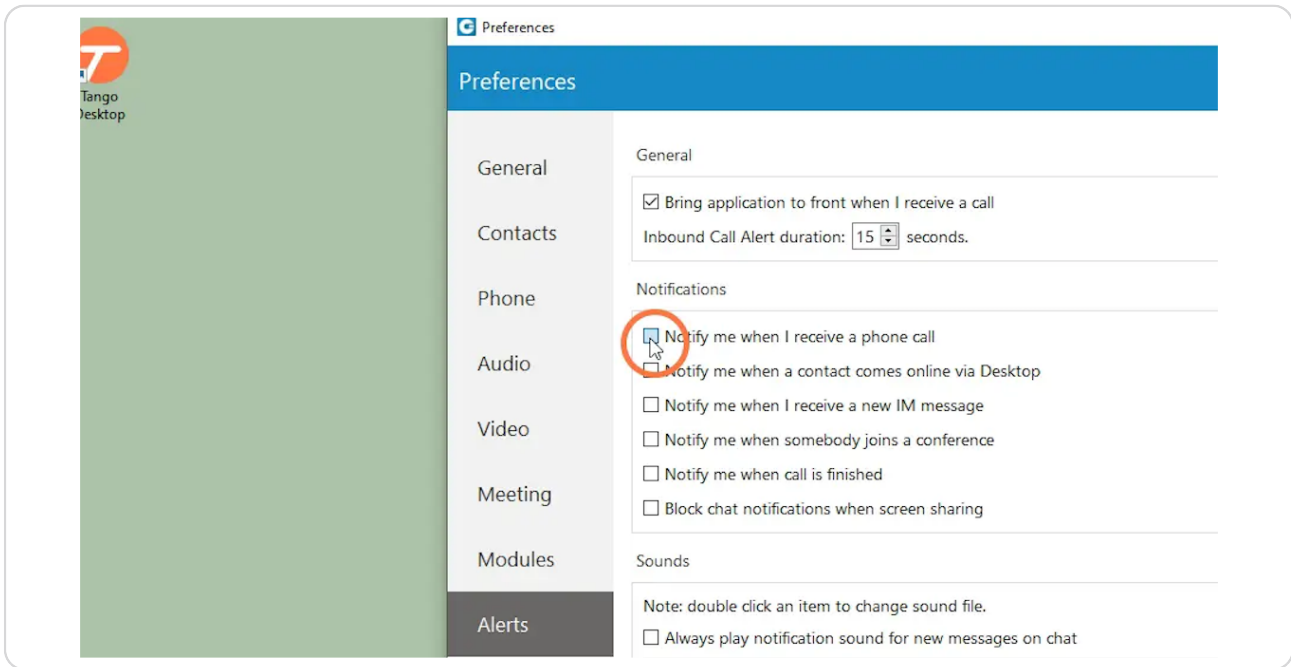 Preferences
Tango
Desktop
Preferences
General
Contacts
Phone
Audio
Video
Meeting
Modules
Alerts
General
Bring application to front when I receive a call
Inbound Call Alert duration: 15 seconds.
Notifications
Notify me when I receive a phone call
Notify me when a contact comes online via Desktop
Notify me when I receive a new IM message
Notify me when somebody joins a conference
Notify me when call is finished
Block chat notifications when screen sharing
Sounds
Note: double click an item to change sound file.
Always play notification sound for new messages on chat